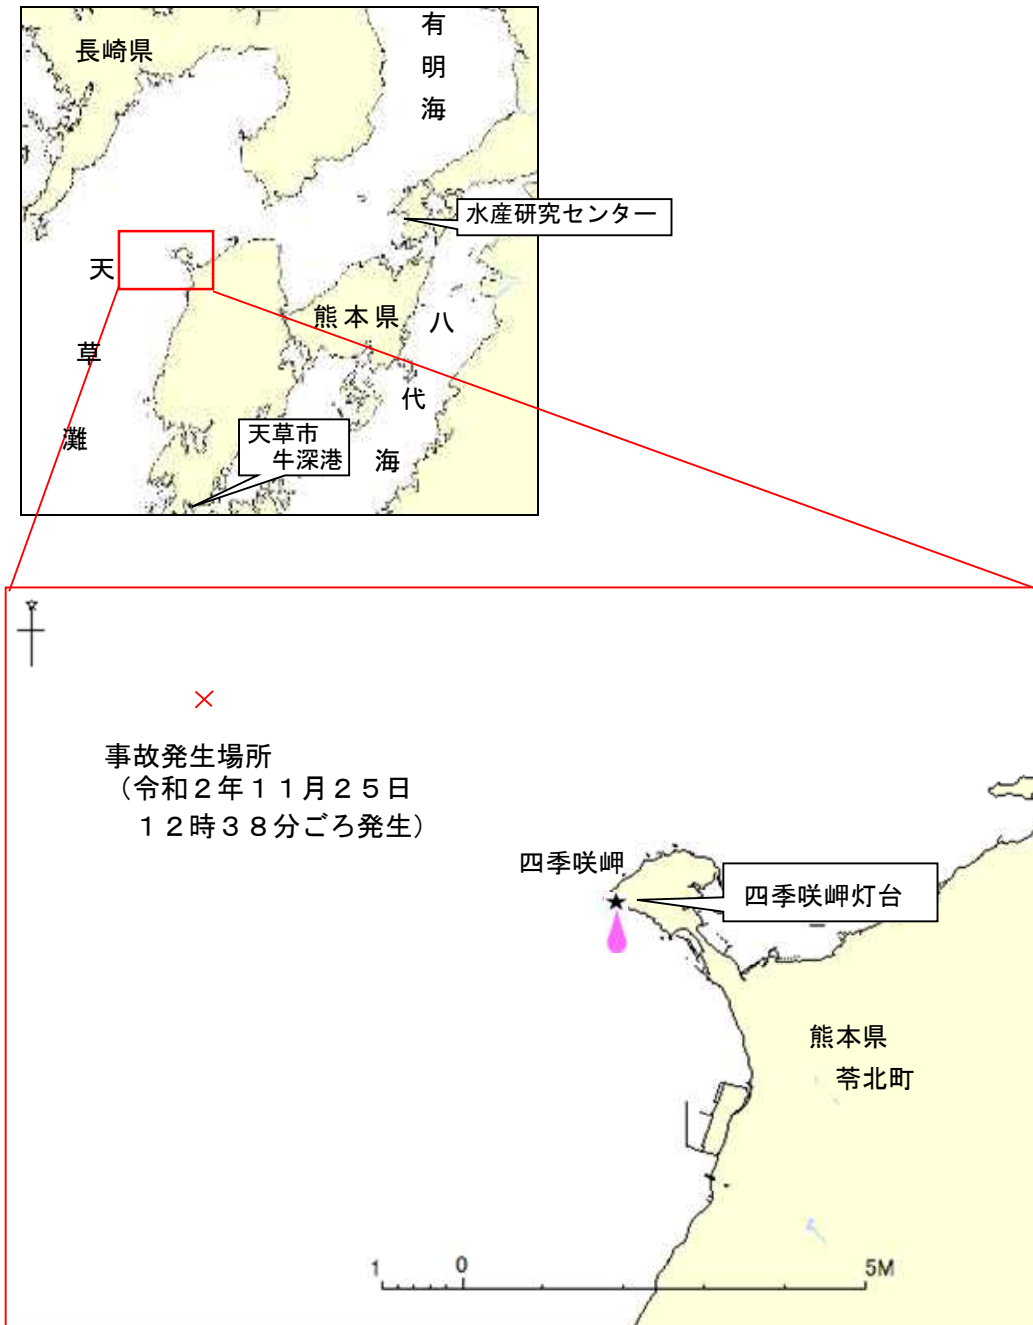 長崎県
有明海
水産研究センター
天草灘
熊本県
八代海
天草市
牛深港
事故発生場所
（令和２年１１月２５日
１２時３８分ごろ発生）
四季咲岬
四季咲岬灯台
熊本県
苓北町
1 0 5M